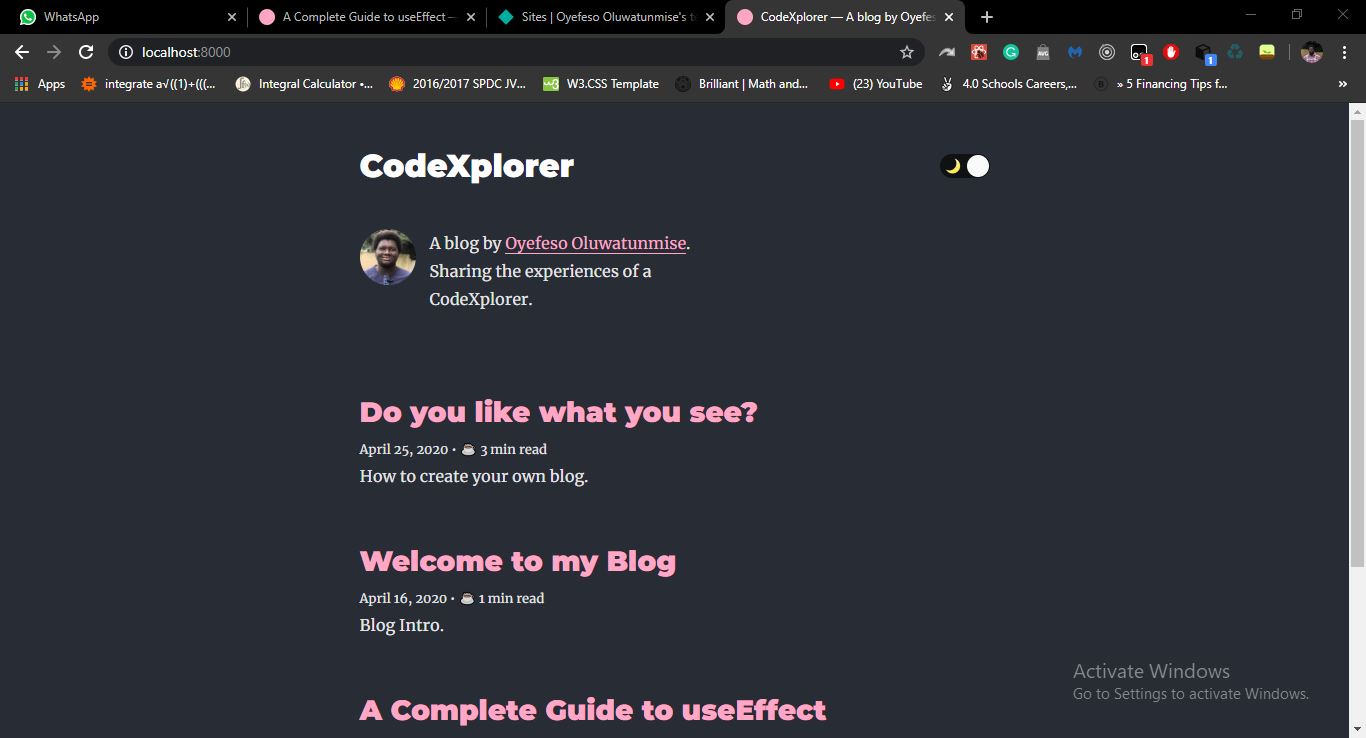 WhatsApp
A Complete Guide to useEffect —
Sites | Oyefeso Oluwatunmise's t
CodeXplorer — A blog by Oyefes
localhost:8000
1
1
Apps
integrate a√((1)+(((...
Integral Calculator •...
2016/2017 SPDC JV...
W3.CSS Template
Brilliant | Math and...
(23) YouTube
4.0 Schools Careers,...
» 5 Financing Tips f...
»
CodeXplorer
A blog by Oyefeso Oluwatunmise.
Sharing the experiences of a
CodeXplorer.
Do you like what you see?
April 25, 2020 • ☕ 3 min read
How to create your own blog.
Welcome to my Blog
April 16, 2020 • ☕ 1 min read
Blog Intro.
A Complete Guide to useEffect
Activate Windows
Go to Settings to activate Windows.